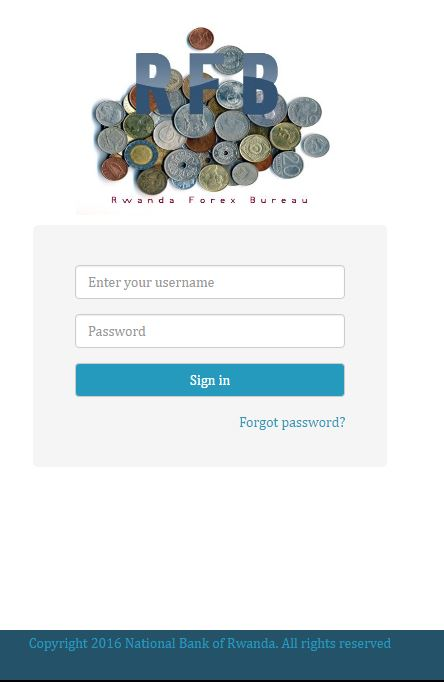 RFB
Rwanda Forex Bureau
Enter your username
Password
Sign in
Forgot password?
Copyright 2016 National Bank of Rwanda. All rights reserved